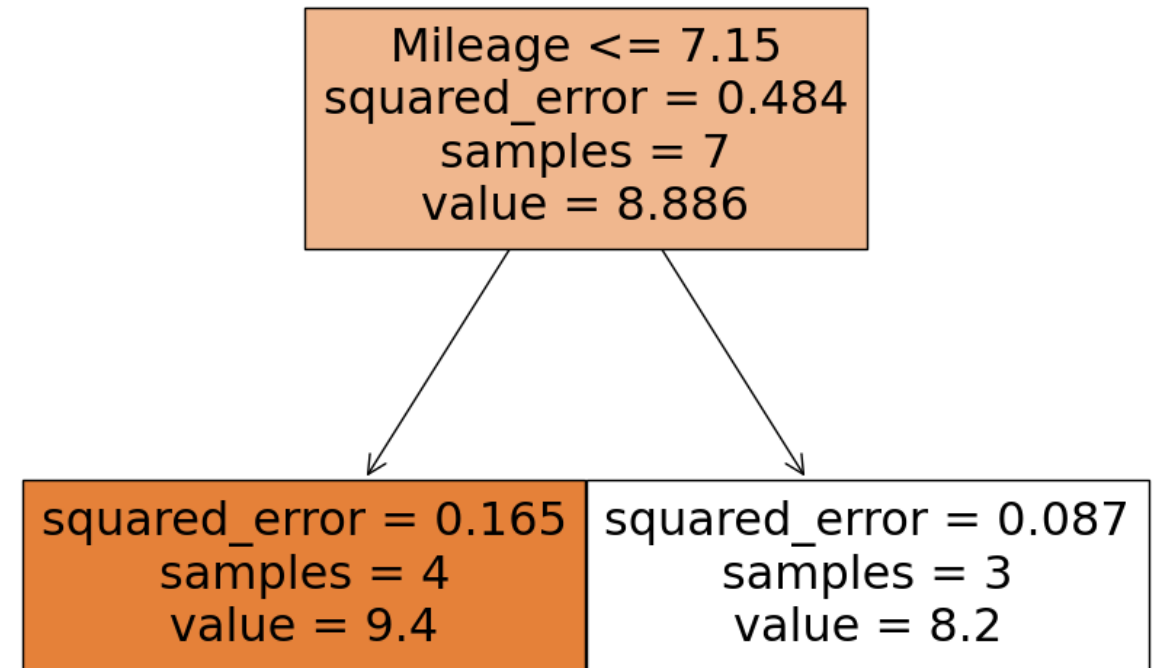 Mileage <= 7.15
squared_error = 0.484
samples = 7
value = 8.886
squared_error = 0.165
samples = 4
value = 9.4
squared_error = 0.087
samples = 3
value = 8.2